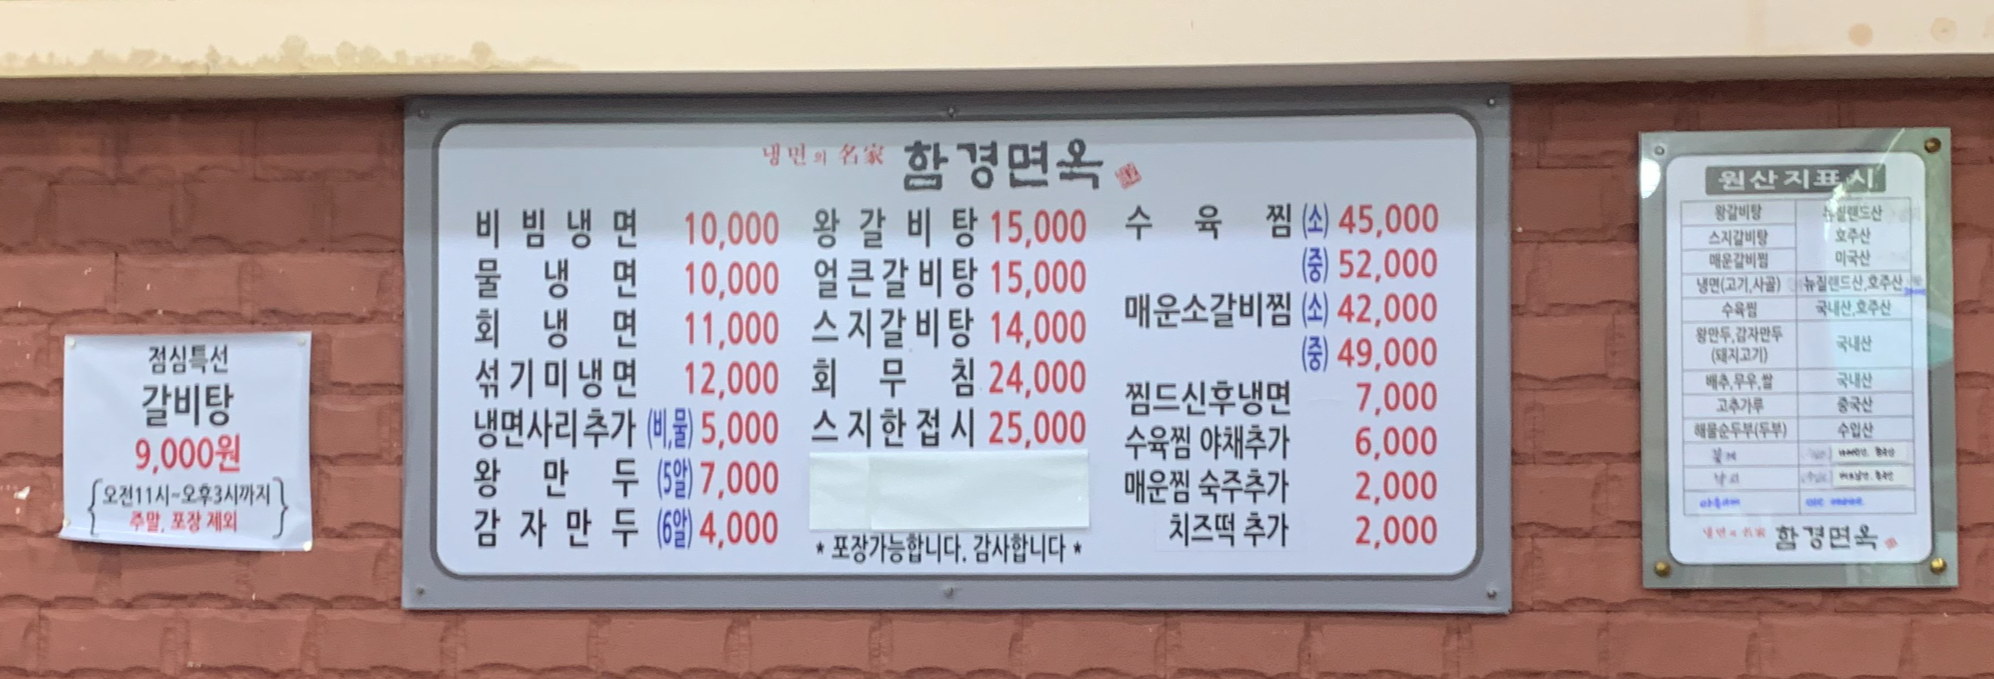 점심특선
갈비탕
9,000원
오전11시~오후3시까지
주말, 포장 제외
냉면의 名家 함경면옥
비빔냉면 10,000
물냉면 10,000
회냉면 11,000
섞기미냉면 12,000
냉면사리추가 (비,물) 5,000
왕만두 (5알) 7,000
감자만두 (6알) 4,000
왕갈비탕 15,000
얼큰갈비탕 15,000
스지갈비탕 14,000
회무침 24,000
스지한접시 25,000
* 포장가능합니다. 감사합니다 *
수육찜 (소) 45,000
(중) 52,000
매운소갈비찜 (소) 42,000
(중) 49,000
찜드신후냉면 7,000
수육찜 야채추가 6,000
매운찜 숙주추가 2,000
치즈떡 추가 2,000
원산지표시
왕갈비탕 뉴질랜드산
스지갈비탕 호주산
매운갈비찜 미국산
냉면(고기,사골) 뉴질랜드산,호주산
수육찜 국내산,호주산
왕만두,감자만두
(돼지고기) 국내산
배추,무우,쌀 국내산
고추가루 중국산
해물순두부(두부) 수입산
냉면의 名家 함경면옥